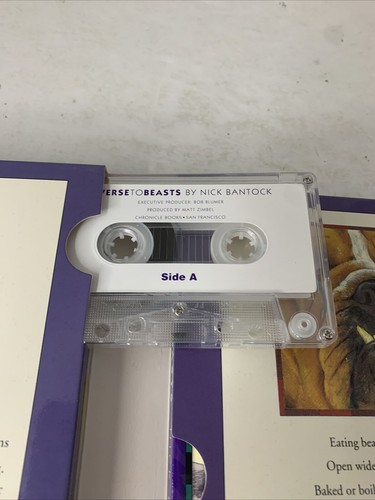 VERSETOBEASTS BY NICK BANTOCK
EXECUTIVE PRODUCER: BOB BLUMER
PRODUCED BY MATT ZIMBEL
CHRONICLE BOOKS•SAN FRANCISCO
Side A
Eating bea
Open wide
Baked or boil